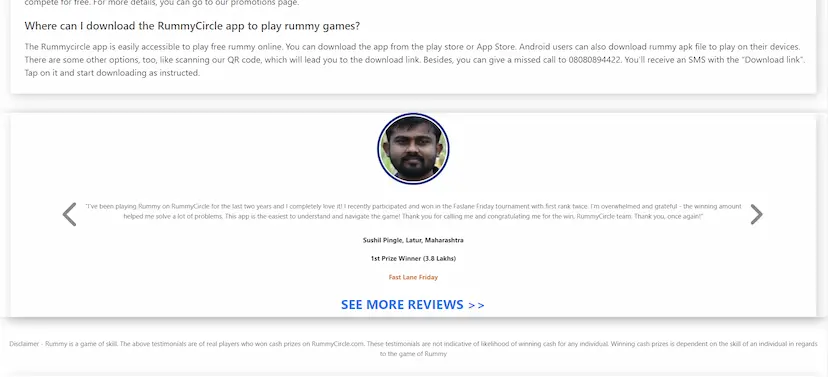 compete for free. For more details, you can go to our promotions page.
Where can I download the RummyCircle app to play rummy games?
The Rummycircle app is easily accessible to play free rummy online. You can download the app from the play store or App Store. Android users can also download rummy apk file to play on their devices.
There are some other options, too, like scanning our QR code, which will lead you to the download link. Besides, you can give a missed call to 08080894422. You'll receive an SMS with the "Download link".
Tap on it and start downloading as instructed.
"I've been playing Rummy on RummyCircle for the last two years and I completely love it! I recently participated and won in the Faslane Friday tournament with first rank twice. I'm overwhelmed and grateful - the winning amount
helped me solve a lot of problems. This app is the easiest to understand and navigate the game! Thank you for calling me and congratulating me for the win, RummyCircle team. Thank you, once again!"
Sushil Pingle, Latur, Maharashtra
1st Prize Winner (3.8 Lakhs)
Fast Lane Friday
SEE MORE REVIEWS >>
Disclaimer - Rummy is a game of skill. The above testimonials are of real players who won cash prizes on RummyCircle.com. These testimonials are not indicative of likelihood of winning cash for any individual. Winning cash prizes is dependent on the skill of an individual in regards
to the game of Rummy